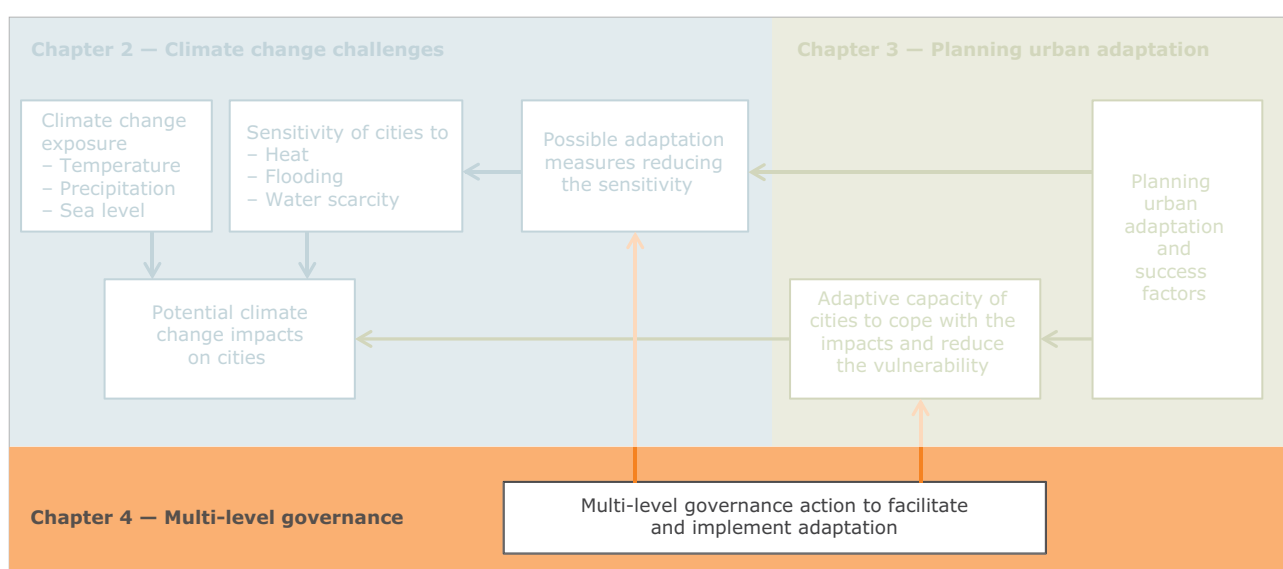 Chapter 2 — Climate change challenges
Chapter 3 — Planning urban adaptation
Climate change
exposure
– Temperature
– Precipitation
– Sea level
Sensitivity of cities to
– Heat
– Flooding
– Water scarcity
Possible adaptation
measures reducing
the sensitivity
Planning
urban
adaptation
and
success
factors
Potential climate
change impacts
on cities
Adaptive capacity of
cities to cope with the
impacts and reduce
the vulnerability
Chapter 4 — Multi-level governance
Multi-level governance action to facilitate
and implement adaptation